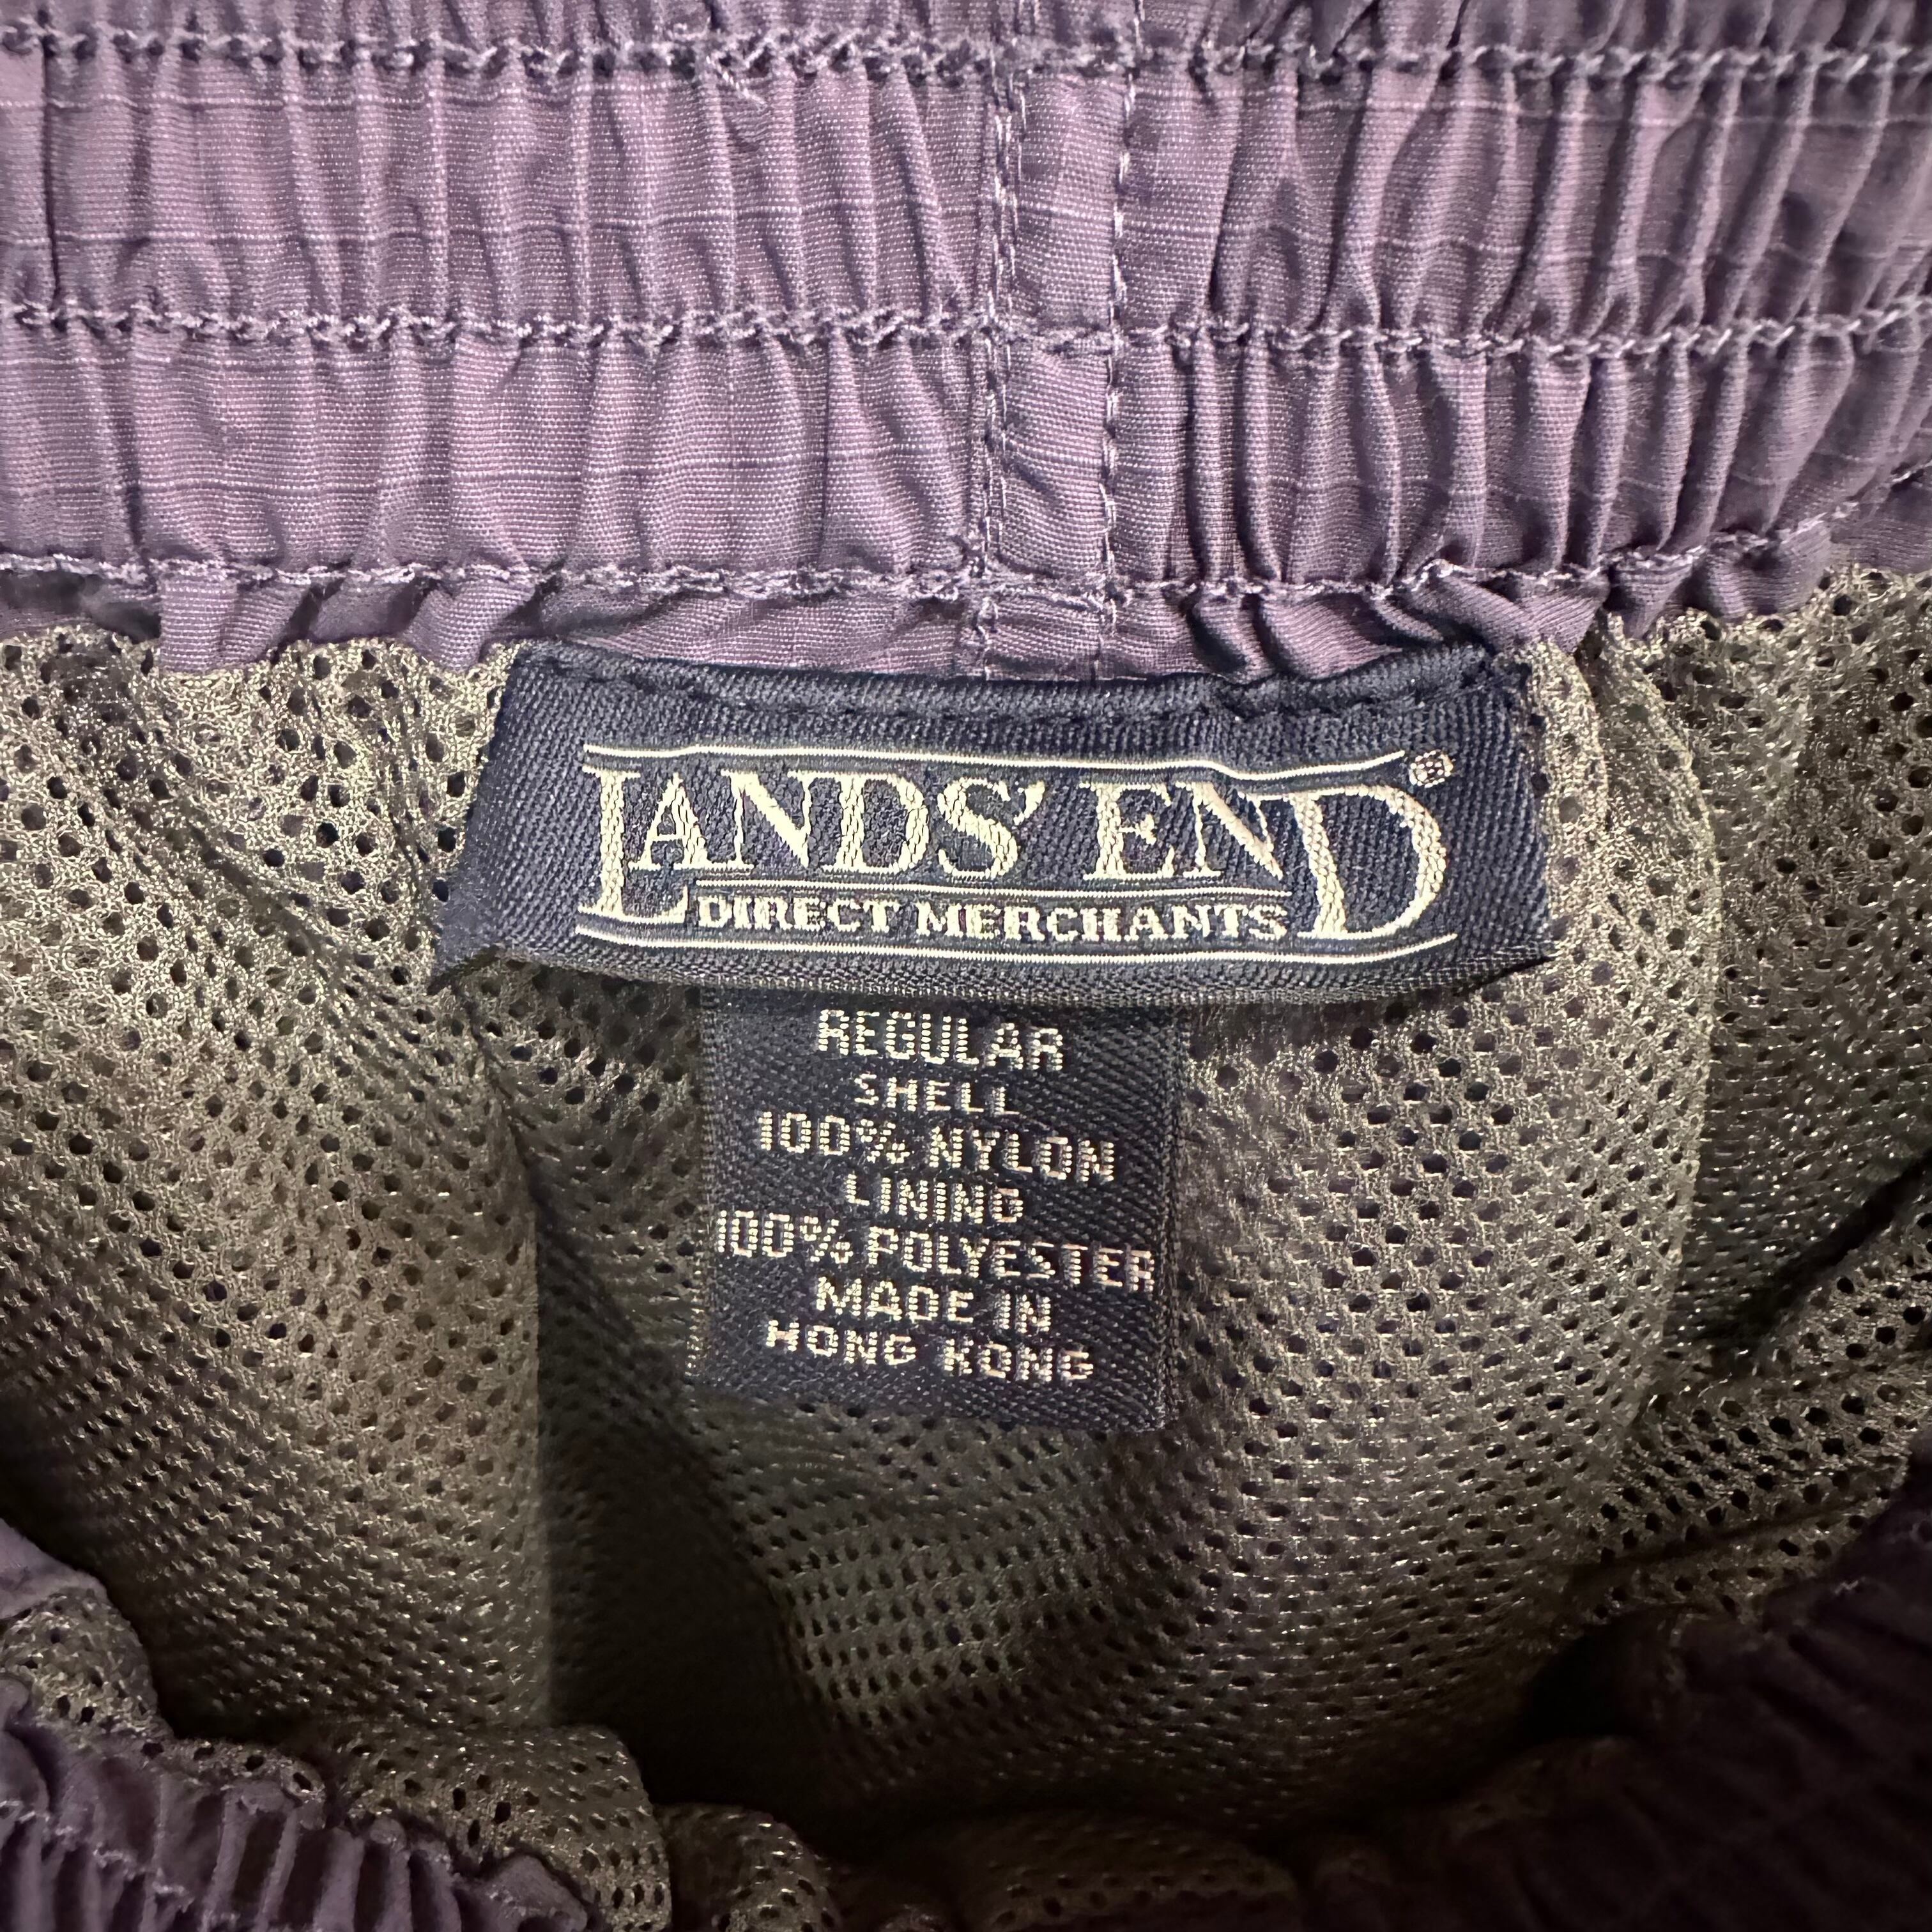 LANDS' END®
DIRECT MERCHANTS
REGULAR
SHELL
100% NYLON
LINING
100% POLYESTER
MADE IN
HONG KONG